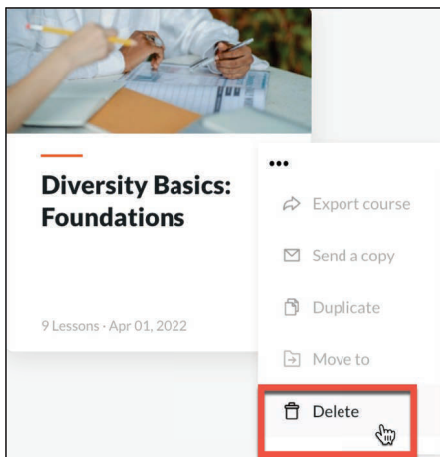 Diversity Basics:
Foundations
9 Lessons · Apr 01, 2022
•••
Export course
Send a copy
Duplicate
Move to
Delete